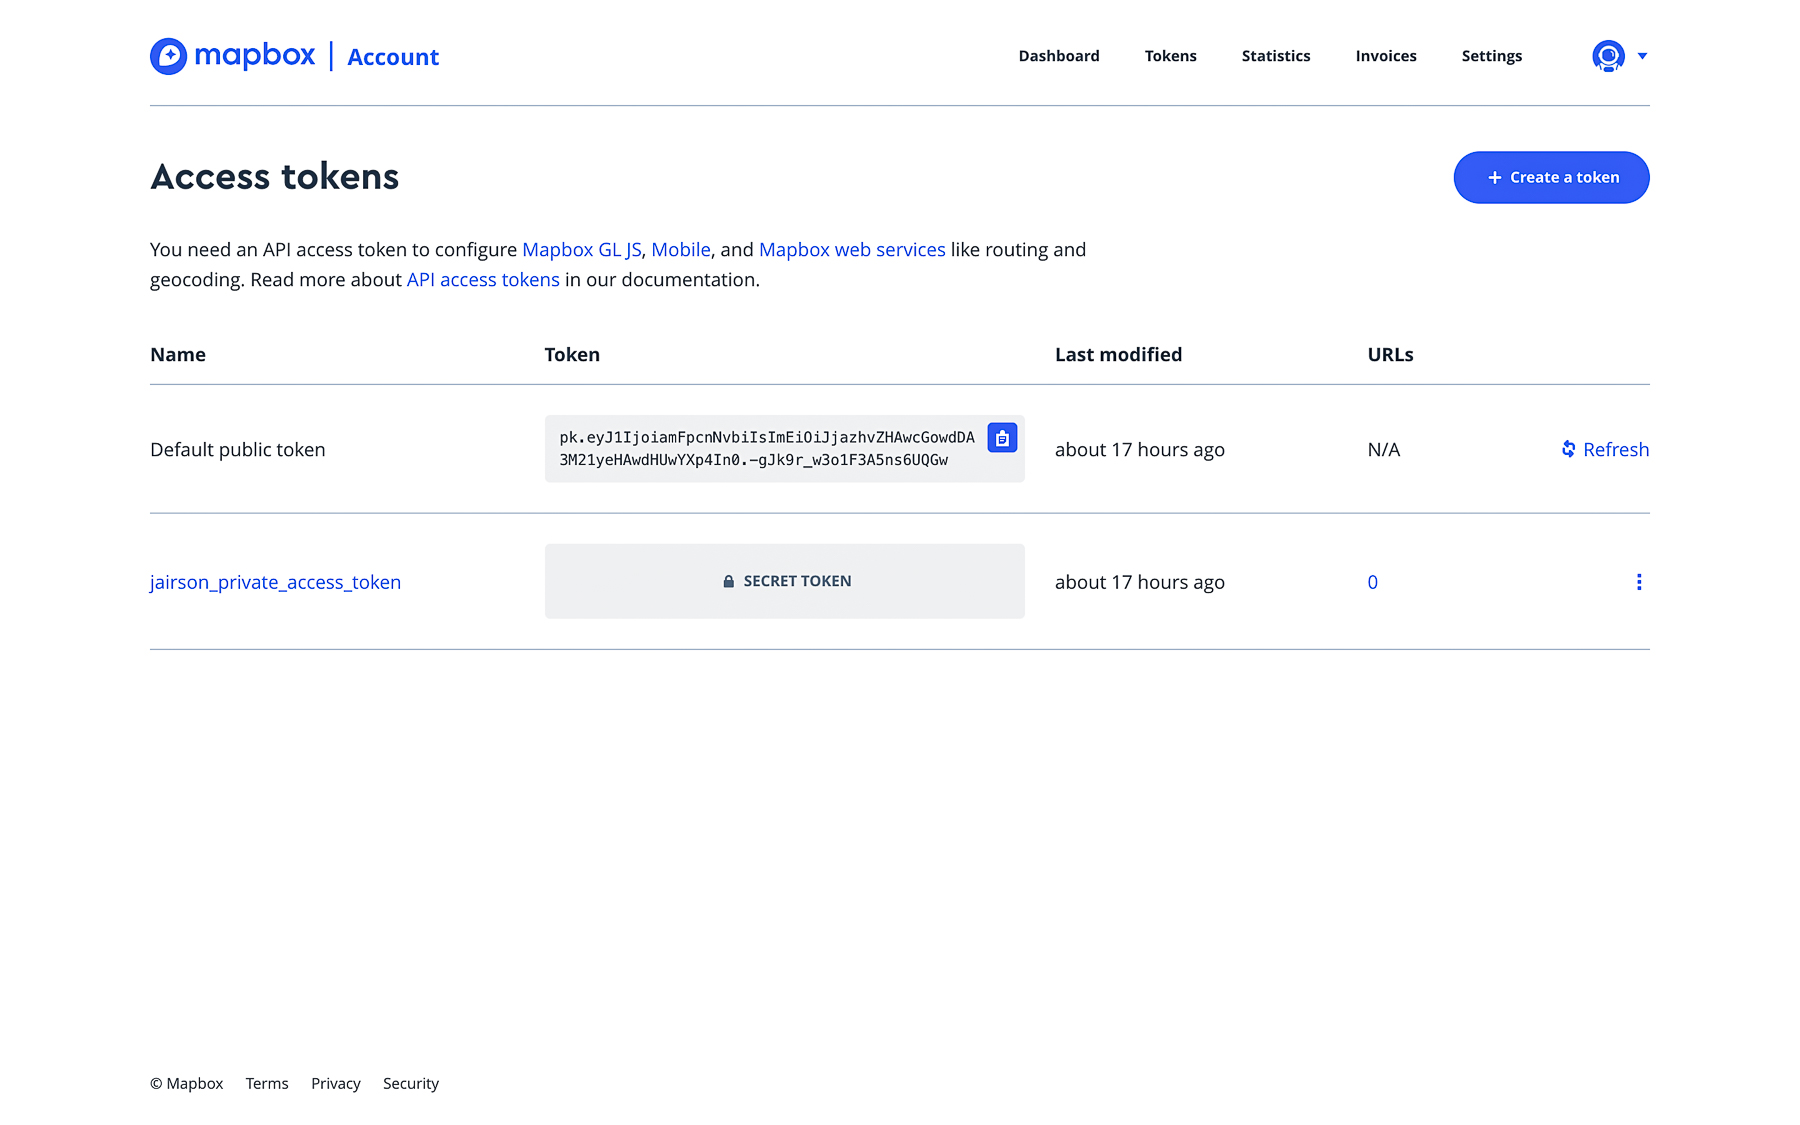 mapbox | Account
Dashboard Tokens Statistics Invoices Settings
Access tokens
+ Create a token
You need an API access token to configure Mapbox GL JS, Mobile, and Mapbox web services like routing and
geocoding. Read more about API access tokens in our documentation.
Name Token Last modified URLs
Default public token
pk.eyJ1IjoiamFpcnNvbiIsImEiOiJjazhvZHAwcGowdDA
3M21yeHAwdHUwYXp4In0.-gJk9r_w3o1F3A5ns6UQGw
about 17 hours ago N/A Refresh
jairson_private_access_token SECRET TOKEN about 17 hours ago 0
© Mapbox Terms Privacy Security